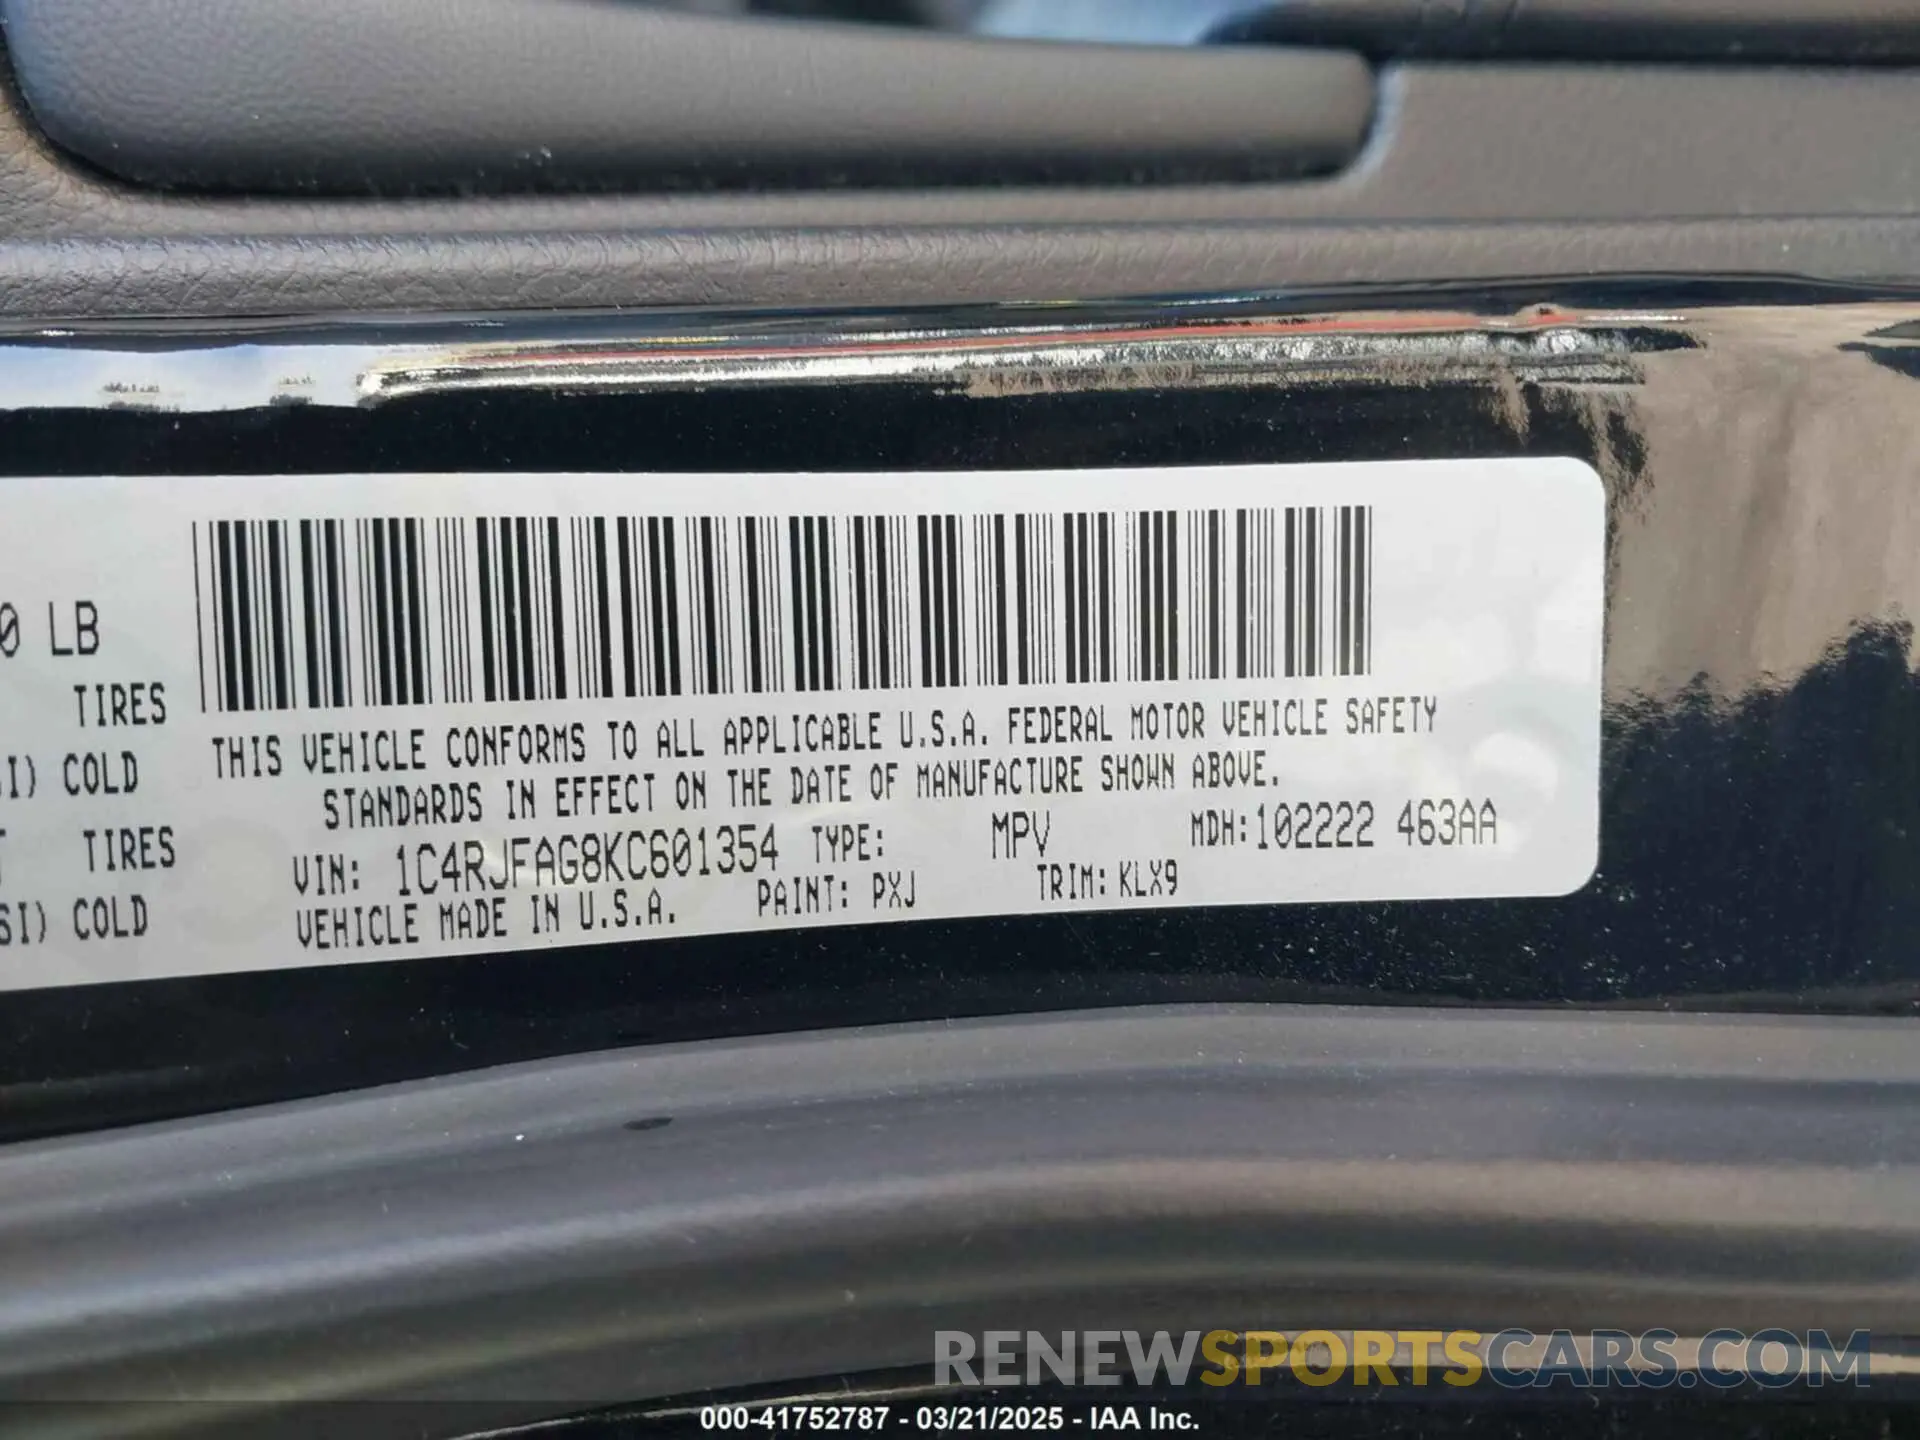 0 LB
TIRES
SI) COLD
TIRES
SI) COLD
THIS VEHICLE CONFORMS TO ALL APPLICABLE U.S.A. FEDERAL MOTOR VEHICLE SAFETY
STANDARDS IN EFFECT ON THE DATE OF MANUFACTURE SHOWN ABOVE.
VIN: 1C4RJFAG8KC601354 TYPE: MPV MDH:102222 463AA
VEHICLE MADE IN U.S.A. PAINT: PXJ TRIM: KLX9
RENEWSPORTSCARS.COM
000-41752787 - 03/21/2025 - IAA Inc.